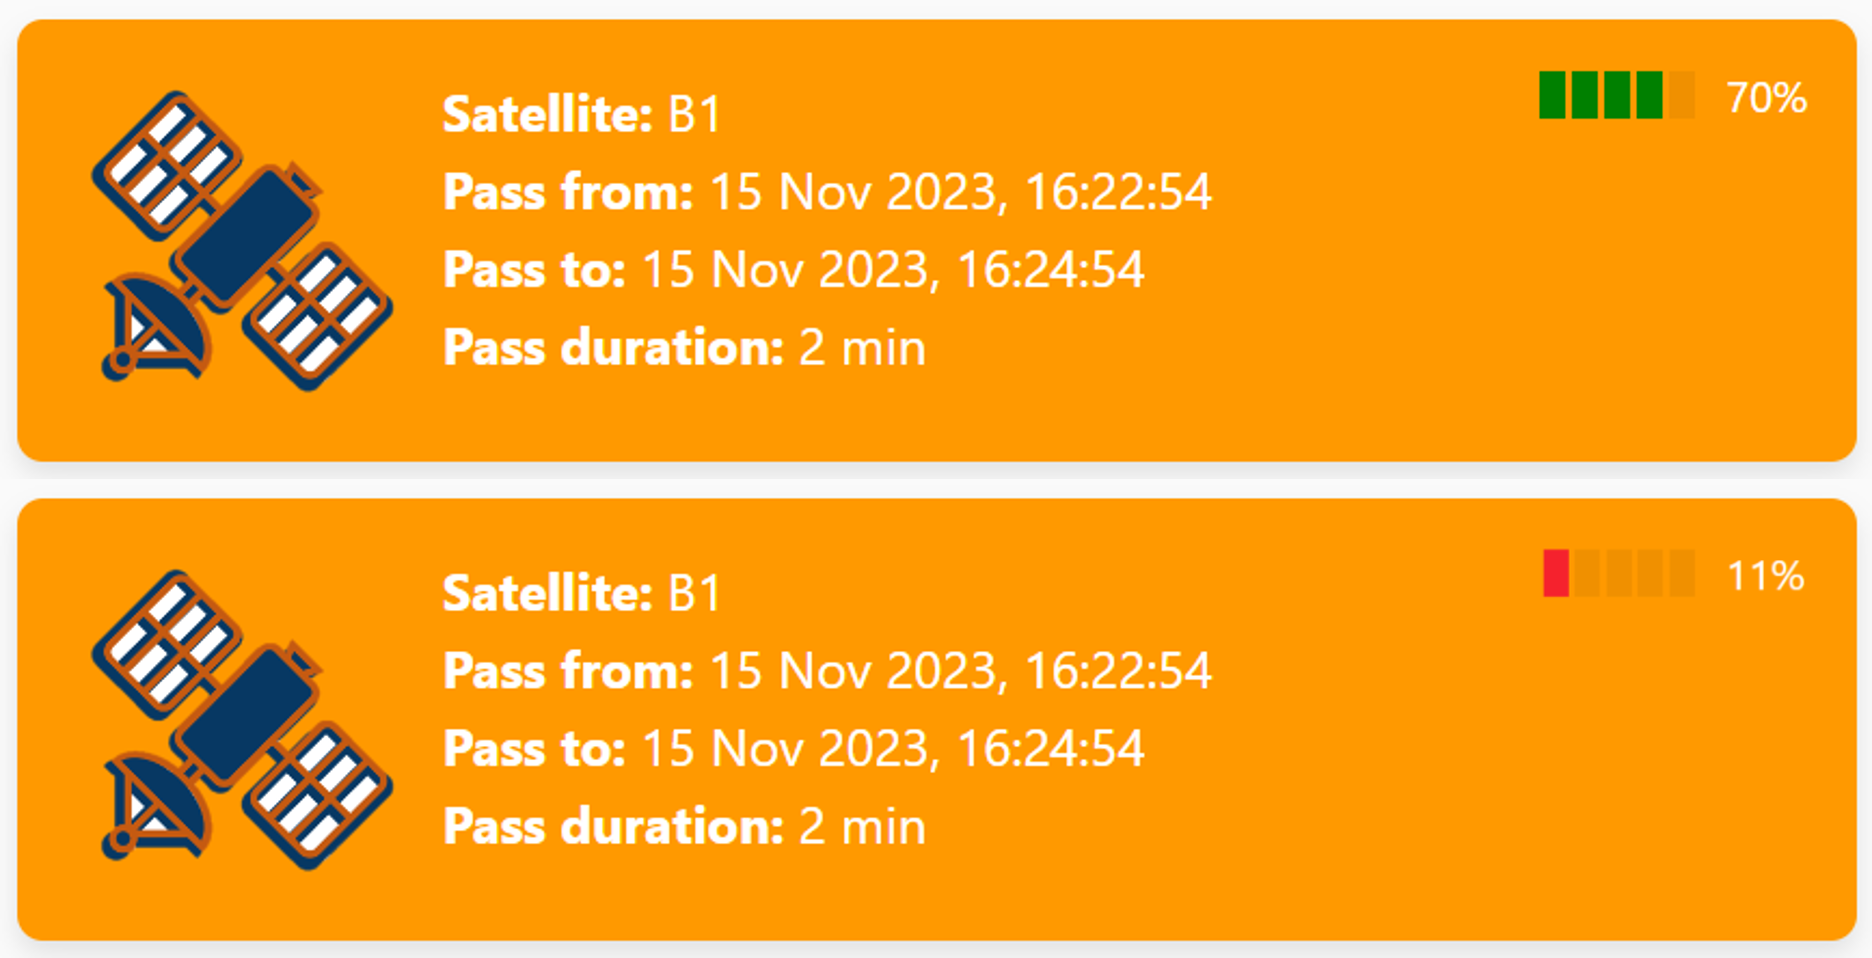 Satellite: B1
70%
Pass from: 15 Nov 2023, 16:22:54
Pass to: 15 Nov 2023, 16:24:54
Pass duration: 2 min
Satellite: B1
11%
Pass from: 15 Nov 2023, 16:22:54
Pass to: 15 Nov 2023, 16:24:54
Pass duration: 2 min